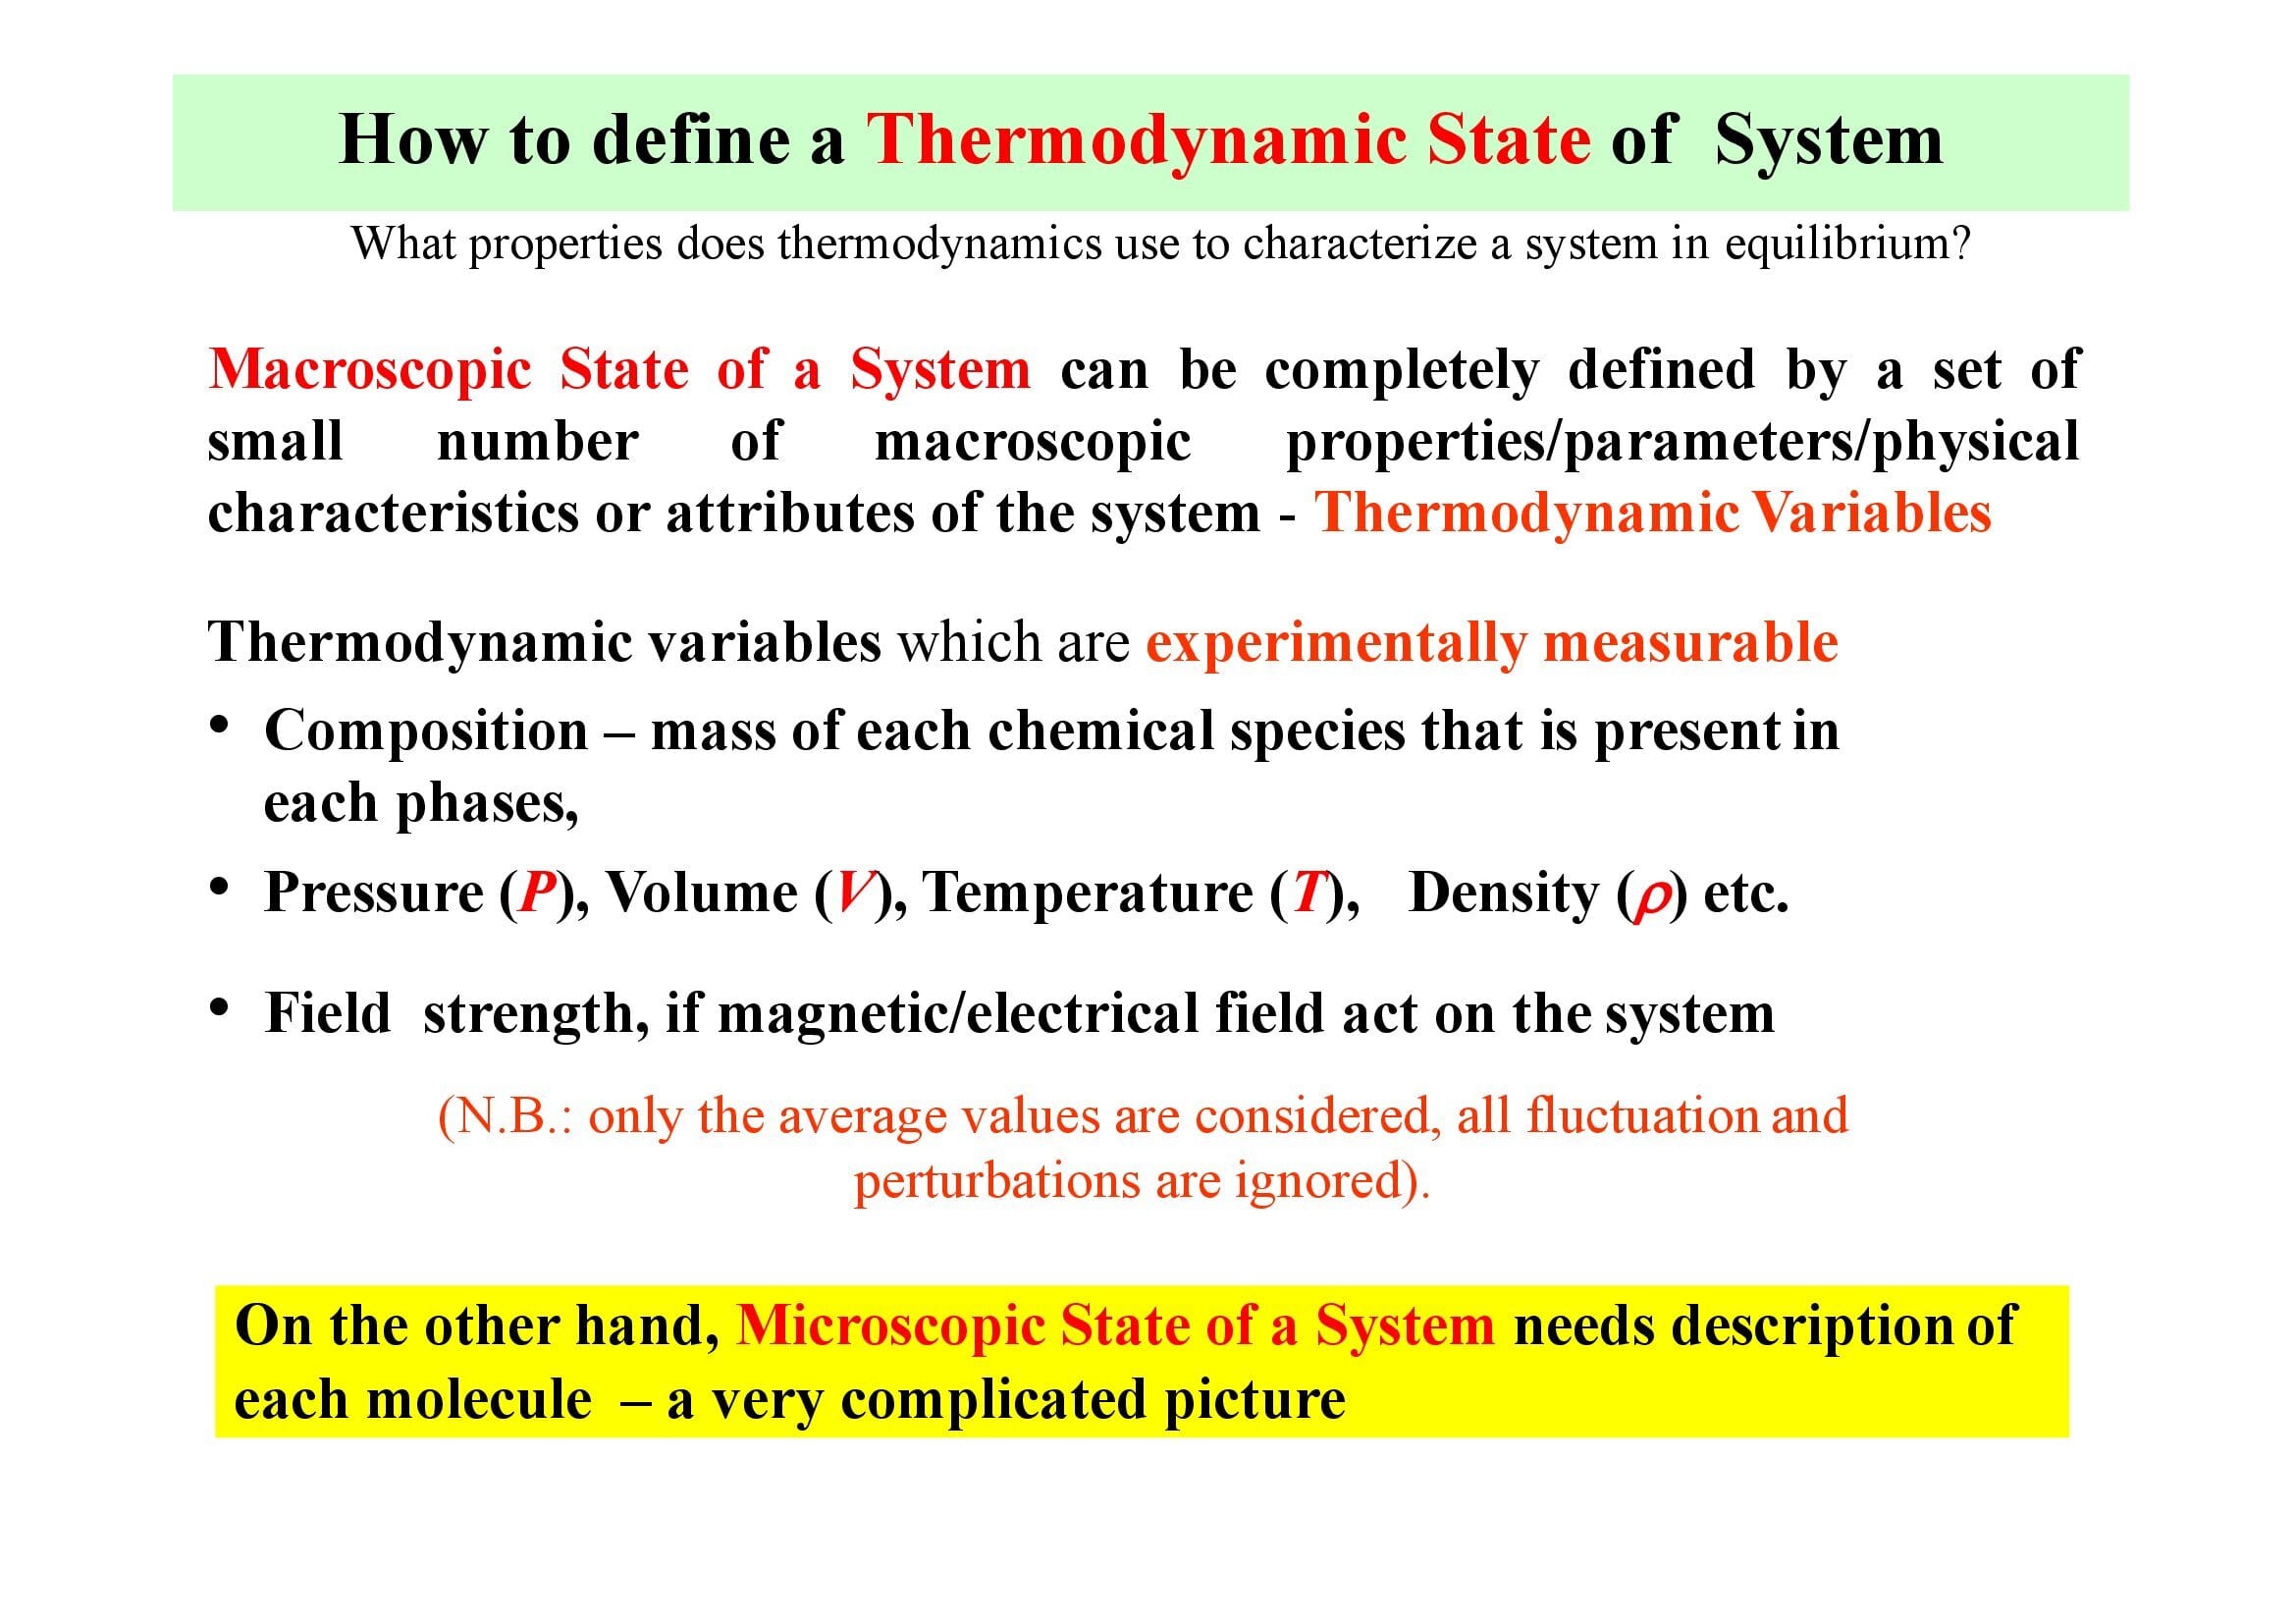 How to define a Thermodynamic State of System
What properties does thermodynamics use to characterize a system in equilibrium?
Macroscopic State of a System can be completely defined by a set of
small number of macroscopic properties/parameters/physical
characteristics or attributes of the system - Thermodynamic Variables
Thermodynamic variables which are experimentally measurable
• Composition – mass of each chemical species that is present in
each phases,
• Pressure (P), Volume (V), Temperature (T), Density (ρ) etc.
• Field strength, if magnetic/electrical field act on the system
(N.B.: only the average values are considered, all fluctuation and
perturbations are ignored).
On the other hand, Microscopic State of a System needs description of
each molecule – a very complicated picture